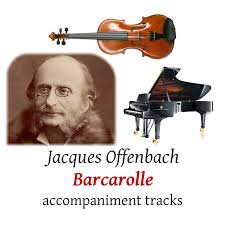 Jacques Offenbach
Barcarolle
accompaniment tracks